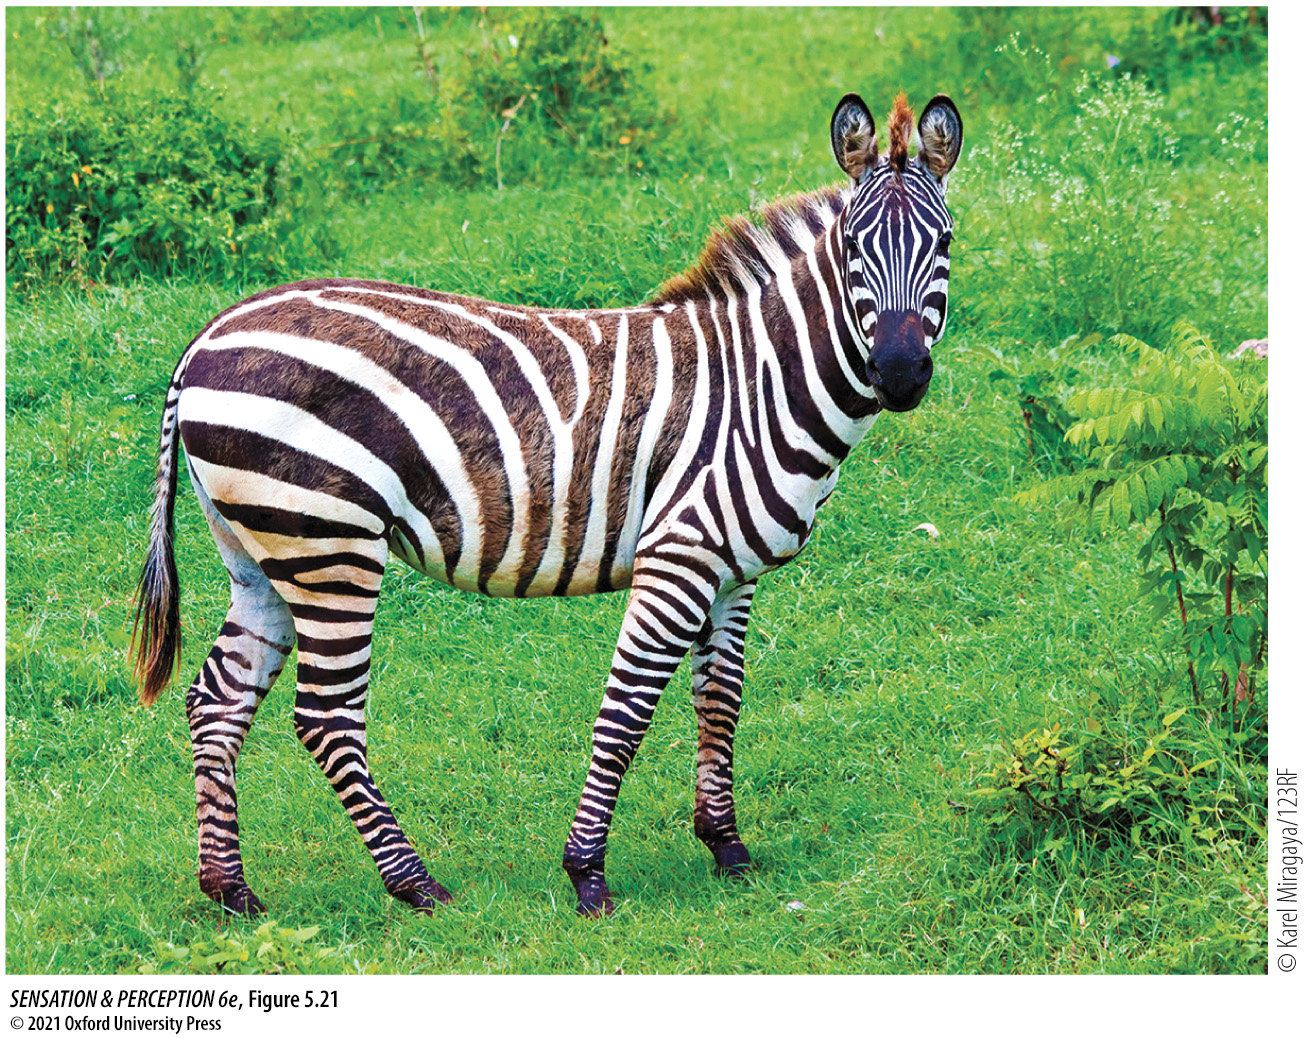 © Karel Miragaya/123RF
SENSATION & PERCEPTION 6e, Figure 5.21
© 2021 Oxford University Press